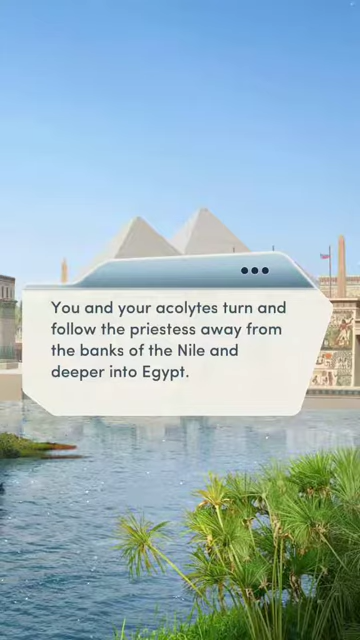 You and your acolytes turn and
follow the priestess away from
the banks of the Nile and
deeper into Egypt.